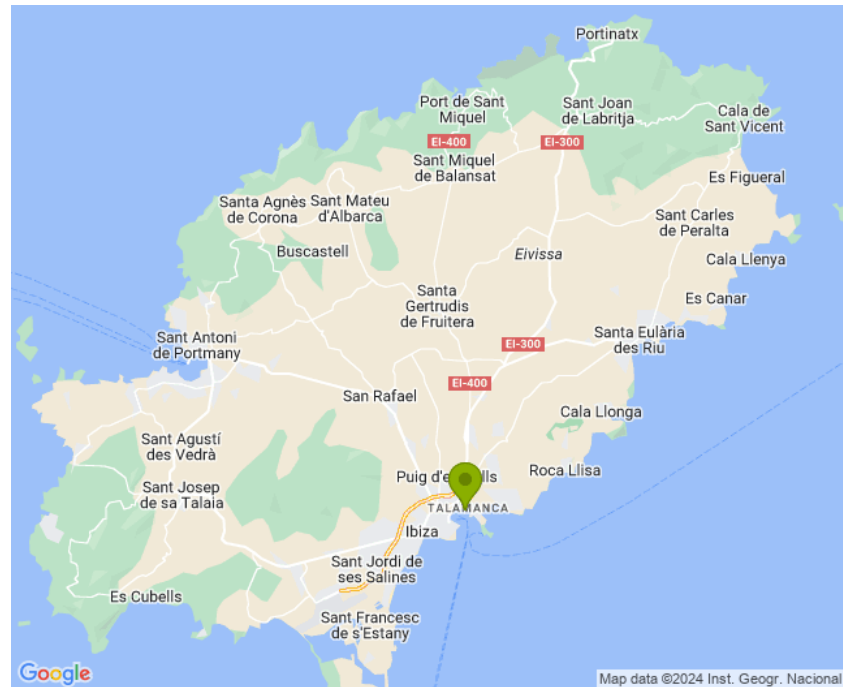 Portinatx
Port de Sant
Miquel
Sant Joan
de Labritja
Cala de
Sant Vicent
EI-400
EI-300
Sant Miquel
de Balansat
Es Figueral
Santa Agnès
de Corona
Sant Mateu
d'Albarca
Sant Carles
de Peralta
Buscastell
Eivissa
Cala Llenya
Santa
Gertrudis
de Fruitera
Es Canar
Sant Antoni
de Portmany
Santa Eulària
des Riu
EI-300
EI-400
San Rafael
Cala Llonga
Sant Agustí
des Vedrà
Roca Llisa
Puig d'e
lls
Sant Josep
de sa Talaia
TALAMANCA
Ibiza
Sant Jordi de
ses Salines
Es Cubells
Sant Francesc
de s'Estany
Google
Map data ©2024 Inst. Geogr. Nacional